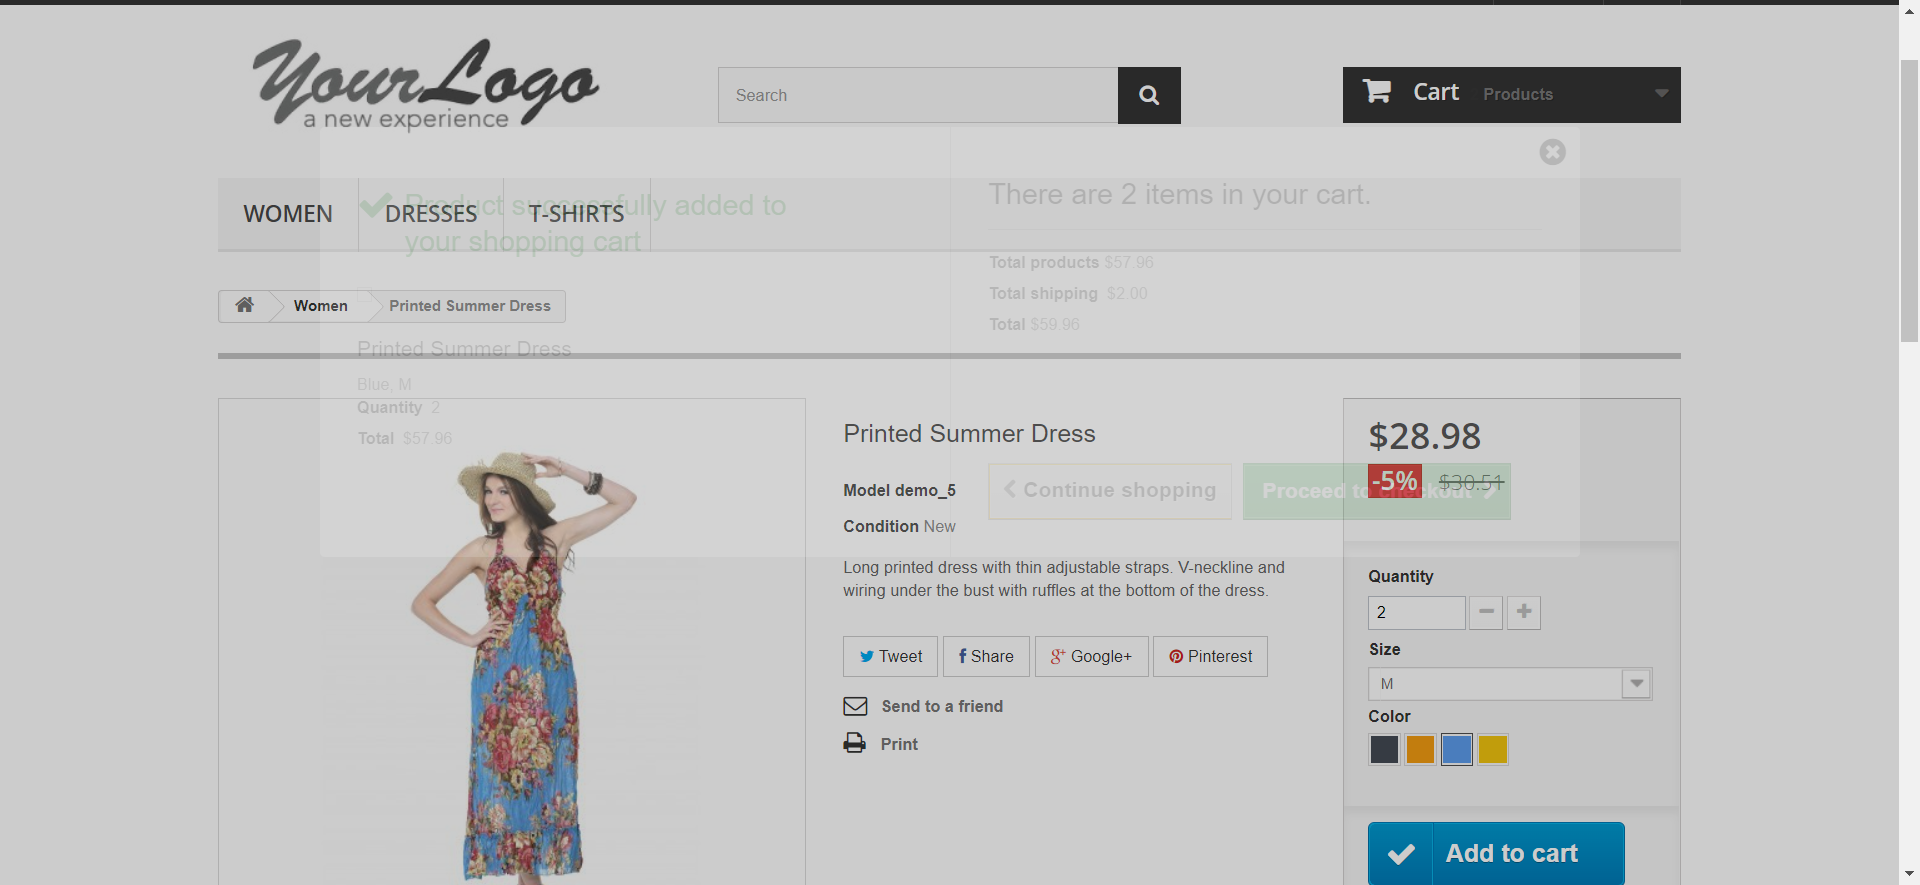 YourLogo
a new experience
Search
Cart Products
WOMEN
DRESSES
T-SHIRTS
Product successfully added to
your shopping cart
There are 2 items in your cart.
Total products $57.96
Total shipping $2.00
Total $59.96
Women
Printed Summer Dress
Printed Summer Dress
Blue, M
Quantity 2
Total $57.96
Continue shopping
Proceed to checkout
Printed Summer Dress
Model demo_5
Condition New
Long printed dress with thin adjustable straps. V-neckline and
wiring under the bust with ruffles at the bottom of the dress.
Tweet
Share
Google+
Pinterest
Send to a friend
Print
$28.98
-5% $30.51
Quantity
2
Size
M
Color
Add to cart